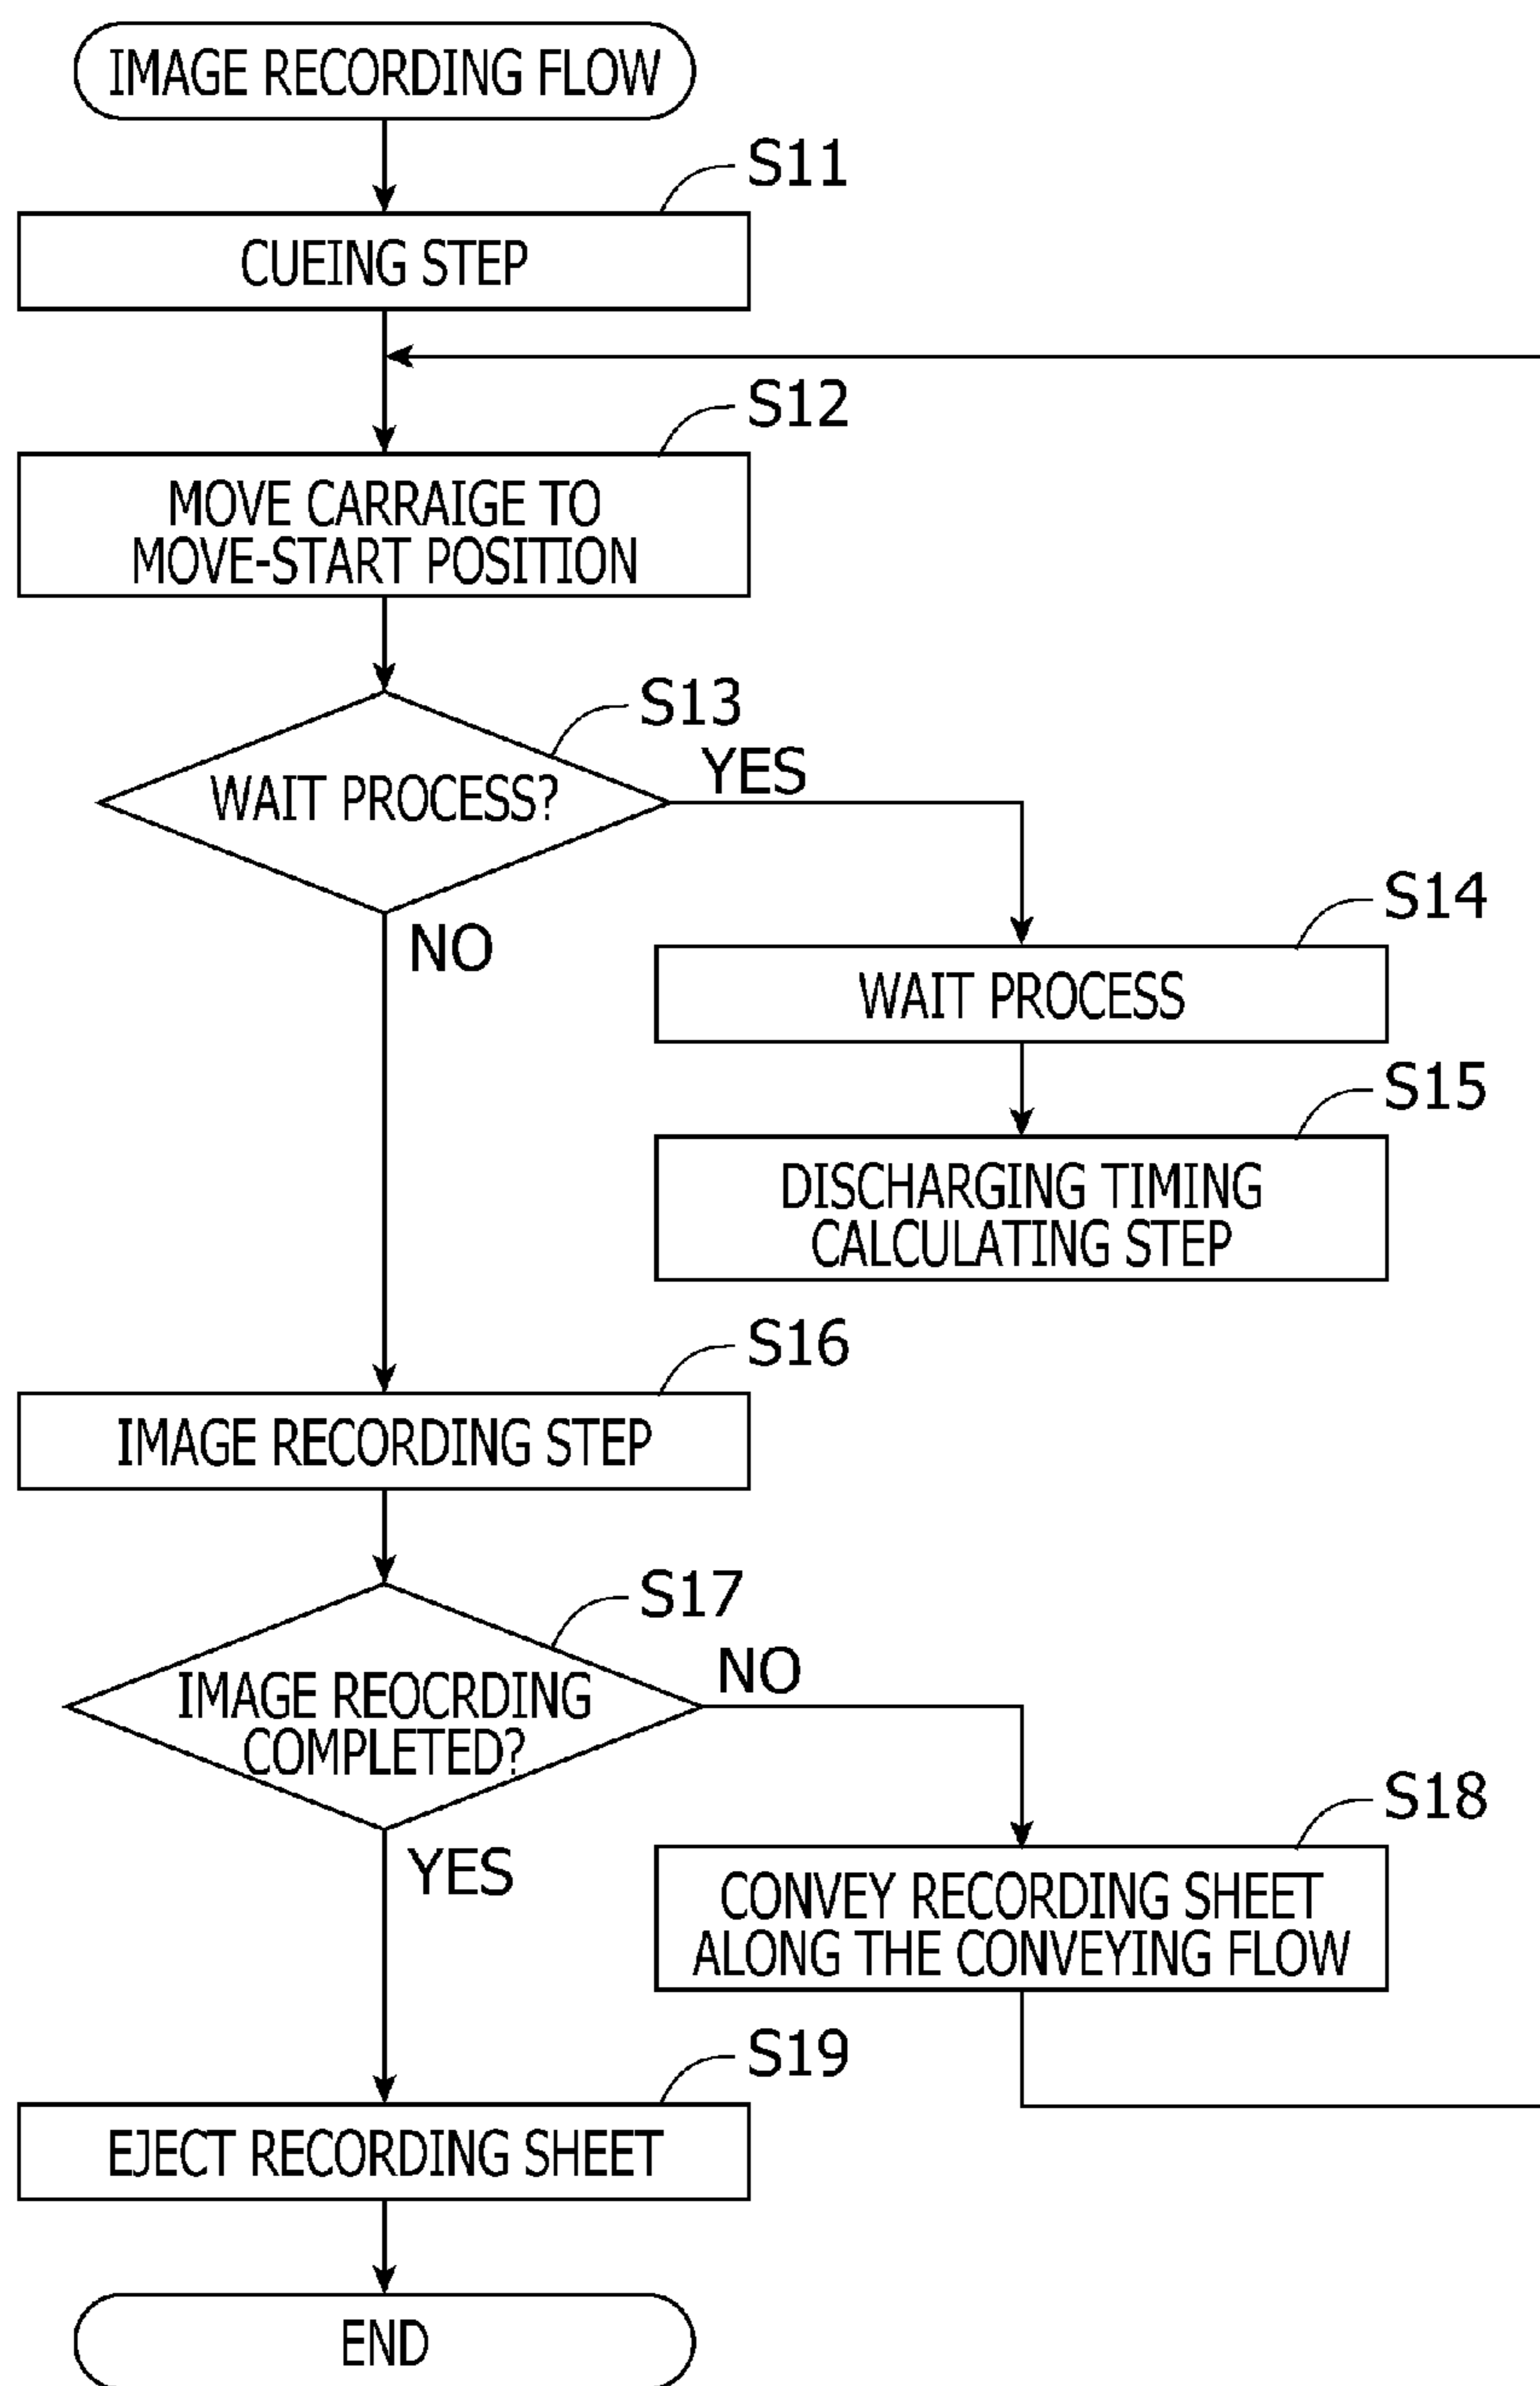 IMAGE RECORDING FLOW
S11
CUEING STEP
S12
MOVE CARRAIGE TO
MOVE-START POSITION
S13
WAIT PROCESS?
YES
NO
S14
WAIT PROCESS
S15
DISCHARGING TIMING
CALCULATING STEP
S16
IMAGE RECORDING STEP
S17
IMAGE REOCRDING
COMPLETED?
NO
YES
S18
CONVEY RECORDING SHEET
ALONG THE CONVEYING FLOW
S19
EJECT RECORDING SHEET
END